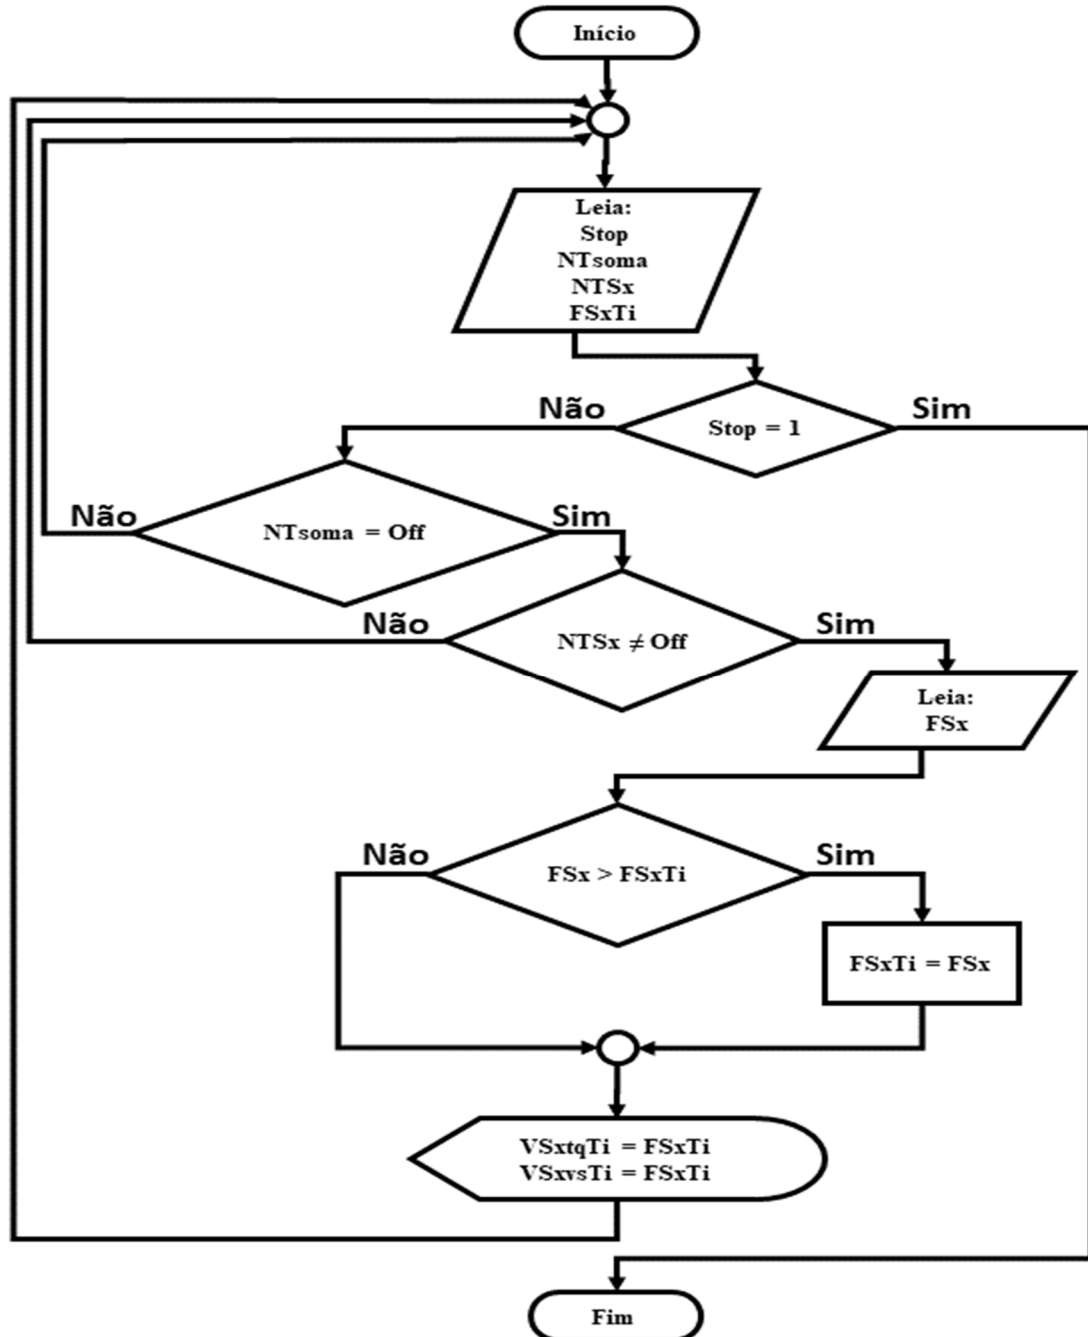 Início
Leia:
Stop
NTsoma
NTSx
FSxTi
Não
Sim
Stop = 1
Não
Sim
NTsoma = Off
Não
Sim
NTSx ≠ Off
Leia:
FSx
Não
Sim
FSx > FSxTi
FSxTi = FSx
VSxtqTi = FSxTi
VSxvsTi = FSxTi
Fim